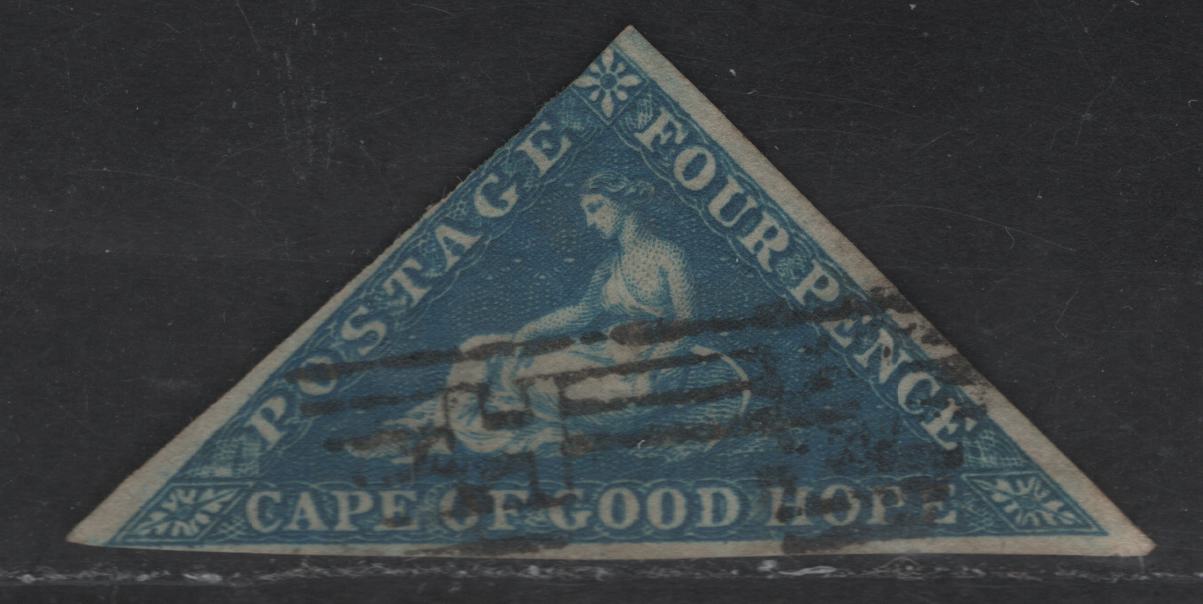 POSTAGE
FOUR PENCE
CAPE OF GOOD HOPE